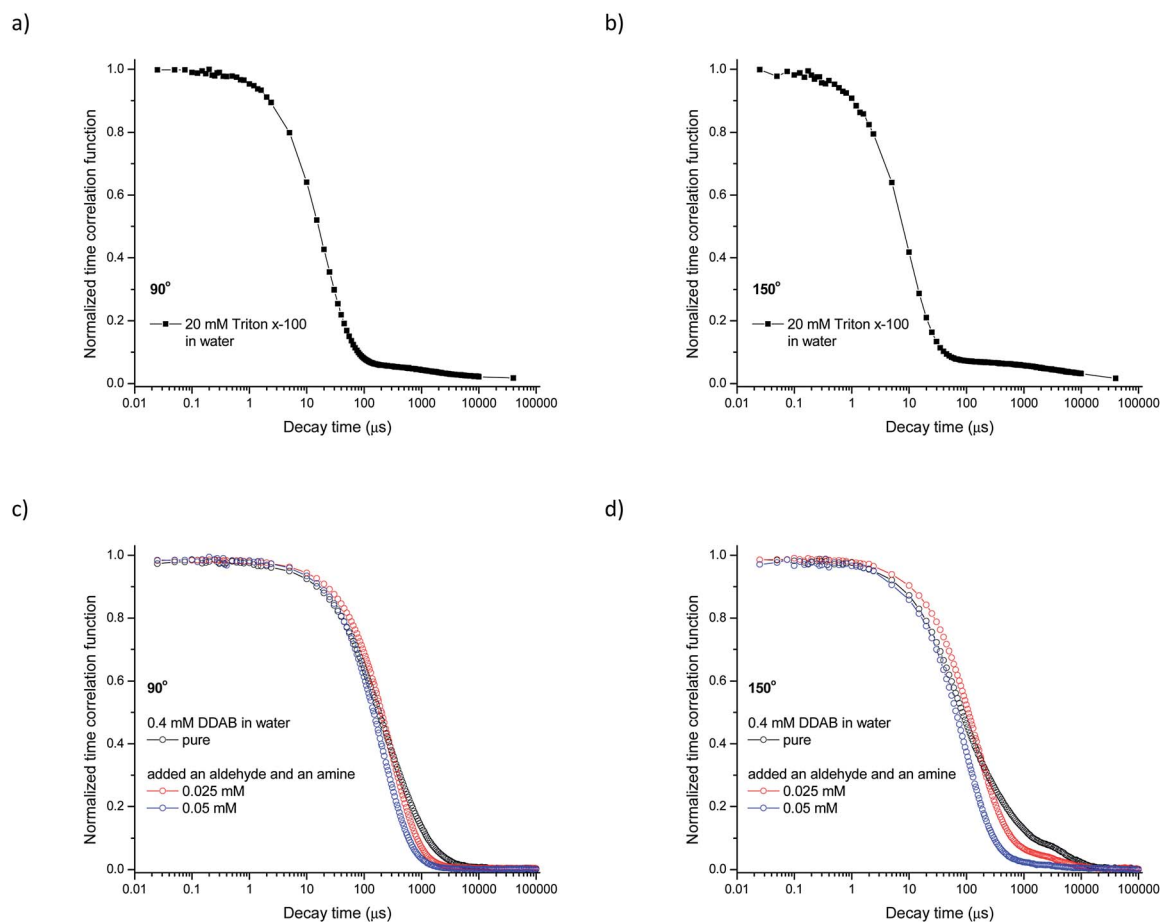 a)
Normalized time correlation function
1.0
0.8
0.6
0.4
0.2
0.0
90°
20 mM Triton x-100
in water
0.01 0.1 1 10 100 1000 10000 100000
Decay time (μs)
b)
Normalized time correlation function
1.0
0.8
0.6
0.4
0.2
0.0
150°
20 mM Triton x-100
in water
0.01 0.1 1 10 100 1000 10000 100000
Decay time (μs)
c)
Normalized time correlation function
1.0
0.8
0.6
0.4
0.2
0.0
90°
0.4 mM DDAB in water
pure
added an aldehyde and an amine
0.025 mM
0.05 mM
0.01 0.1 1 10 100 1000 10000 100000
Decay time (μs)
d)
Normalized time correlation function
1.0
0.8
0.6
0.4
0.2
0.0
150°
0.4 mM DDAB in water
pure
added an aldehyde and an amine
0.025 mM
0.05 mM
0.01 0.1 1 10 100 1000 10000 100000
Decay time (μs)